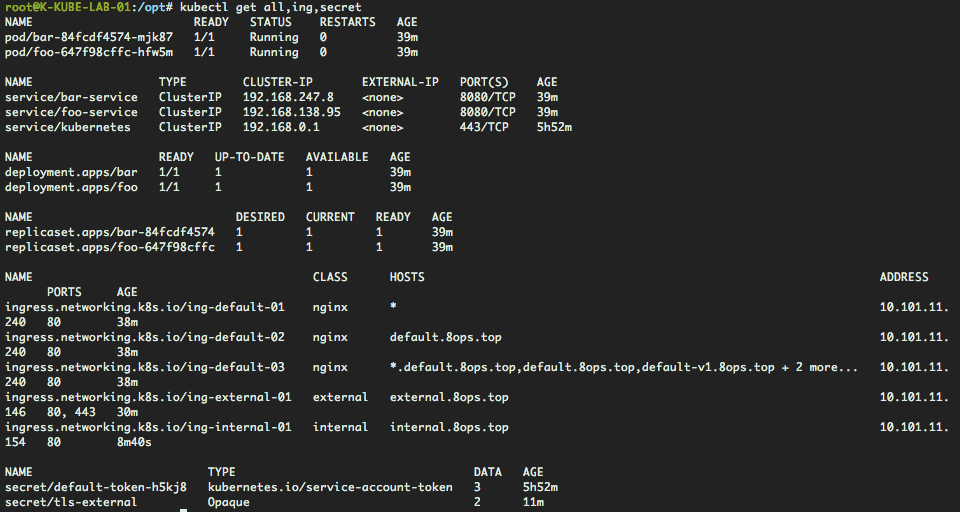 root@K-KUBE-LAB-01:/opt# kubectl get all,ing,secret
NAME                       READY   STATUS    RESTARTS   AGE
pod/bar-84fcdf4574-mjk87   1/1     Running   0          39m
pod/foo-647f98cffc-hfw5m   1/1     Running   0          39m
NAME                  TYPE        CLUSTER-IP       EXTERNAL-IP   PORT(S)    AGE
service/bar-service   ClusterIP   192.168.247.8    <none>        8080/TCP   39m
service/foo-service   ClusterIP   192.168.138.95   <none>        8080/TCP   39m
service/kubernetes    ClusterIP   192.168.0.1      <none>        443/TCP    5h52m
NAME                  READY   UP-TO-DATE   AVAILABLE   AGE
deployment.apps/bar   1/1     1            1           39m
deployment.apps/foo   1/1     1            1           39m
NAME                             DESIRED   CURRENT   READY   AGE
replicaset.apps/bar-84fcdf4574   1         1         1       39m
replicaset.apps/foo-647f98cffc   1         1         1       39m
NAME                                        CLASS      HOSTS                                                                 ADDRESS
      PORTS     AGE
ingress.networking.k8s.io/ing-default-01    nginx      *                                                                     10.101.11.
240   80        38m
ingress.networking.k8s.io/ing-default-02    nginx      default.8ops.top                                                      10.101.11.
240   80        38m
ingress.networking.k8s.io/ing-default-03    nginx      *.default.8ops.top,default.8ops.top,default-v1.8ops.top + 2 more...   10.101.11.
240   80        38m
ingress.networking.k8s.io/ing-external-01   external   external.8ops.top                                                     10.101.11.
146   80, 443   30m
ingress.networking.k8s.io/ing-internal-01   internal   internal.8ops.top                                                     10.101.11.
154   80        8m40s
NAME                         TYPE                                  DATA   AGE
secret/default-token-h5kj8   kubernetes.io/service-account-token   3      5h52m
secret/tls-external          Opaque                                2      11m